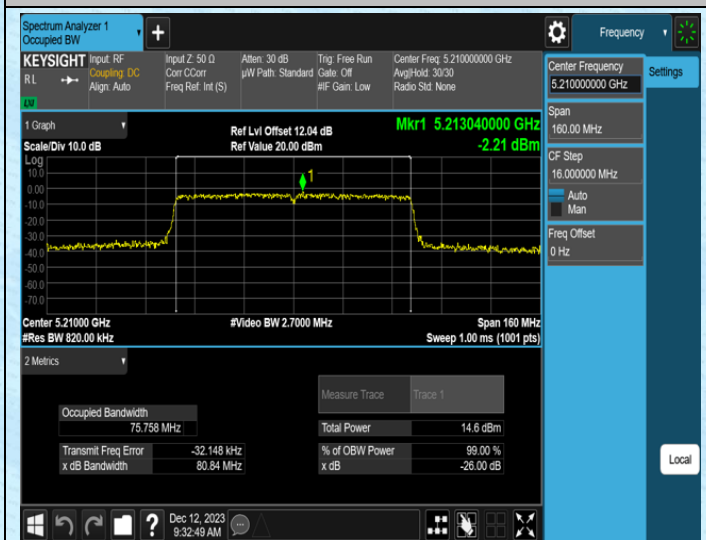 Spectrum Analyzer 1
Occupied BW
Frequency
KEYSIGHT
RL
LXI
Input: RF
Coupling: DC
Align: Auto
Input Z: 50 Ω
Corr CCorr
Freq Ref: Int (S)
Atten: 30 dB
µW Path: Standard
Trig: Free Run
Gate: Off
#IF Gain: Low
Center Freq: 5.210000000 GHz
Avg|Hold: 30/30
Radio Std: None
1 Graph
Scale/Div 10.0 dB
Ref Lvl Offset 12.04 dB
Ref Value 20.00 dBm
Mkr1 5.213040000 GHz
-2.21 dBm
Log
10.0
0.00
-10.0
-20.0
-30.0
-40.0
-50.0
-60.0
-70.0
1
Center 5.21000 GHz
#Res BW 820.00 kHz
#Video BW 2.7000 MHz
Span 160 MHz
Sweep 1.00 ms (1001 pts)
2 Metrics
Measure Trace Trace 1
Occupied Bandwidth
75.758 MHz
Total Power 14.6 dBm
Transmit Freq Error -32.148 kHz
% of OBW Power 99.00 %
x dB Bandwidth 80.84 MHz
x dB -26.00 dB
Center Frequency
5.210000000 GHz
Settings
Span
160.00 MHz
CF Step
16.000000 MHz
Auto
Man
Freq Offset
0 Hz
Local
?
Dec 12, 2023
9:32:49 AM